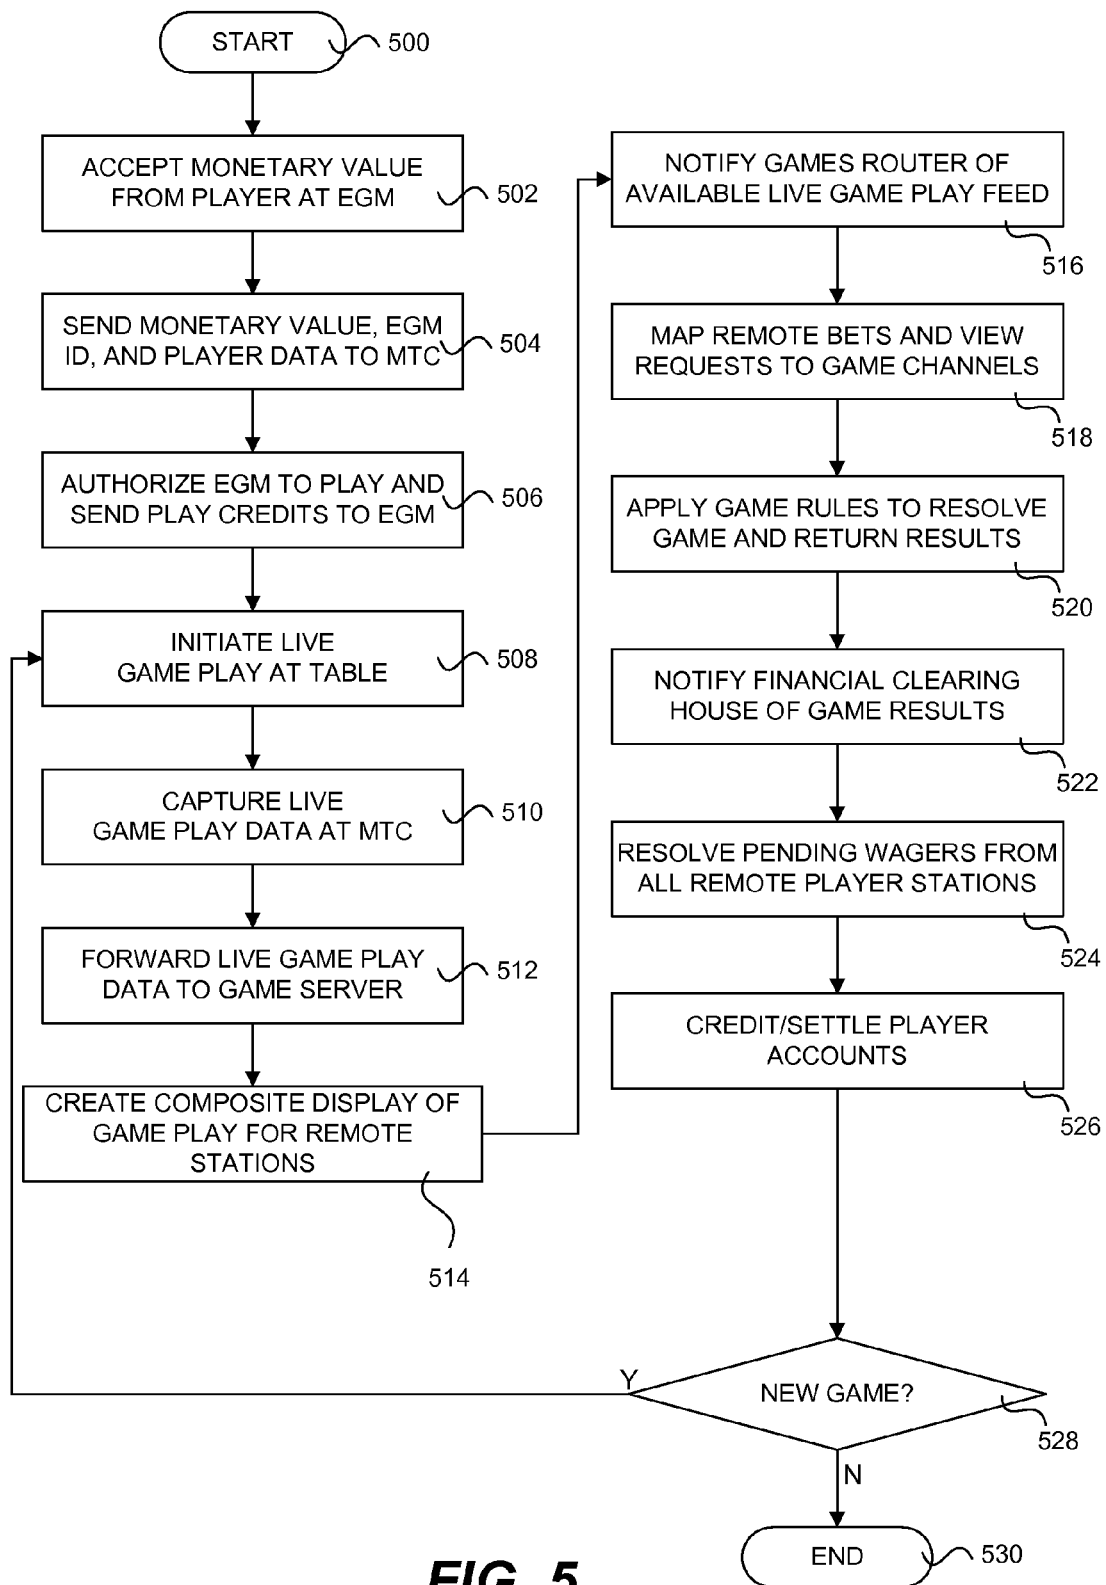 START
500
ACCEPT MONETARY VALUE
FROM PLAYER AT EGM
502
SEND MONETARY VALUE, EGM
ID, AND PLAYER DATA TO MTC
504
AUTHORIZE EGM TO PLAY AND
SEND PLAY CREDITS TO EGM
506
INITIATE LIVE
GAME PLAY AT TABLE
508
CAPTURE LIVE
GAME PLAY DATA AT MTC
510
FORWARD LIVE GAME PLAY
DATA TO GAME SERVER
512
CREATE COMPOSITE DISPLAY OF
GAME PLAY FOR REMOTE
STATIONS
514
NOTIFY GAMES ROUTER OF
AVAILABLE LIVE GAME PLAY FEED
516
MAP REMOTE BETS AND VIEW
REQUESTS TO GAME CHANNELS
518
APPLY GAME RULES TO RESOLVE
GAME AND RETURN RESULTS
520
NOTIFY FINANCIAL CLEARING
HOUSE OF GAME RESULTS
522
RESOLVE PENDING WAGERS FROM
ALL REMOTE PLAYER STATIONS
524
CREDIT/SETTLE PLAYER
ACCOUNTS
526
Y
NEW GAME?
528
N
END
530
FIG. 5